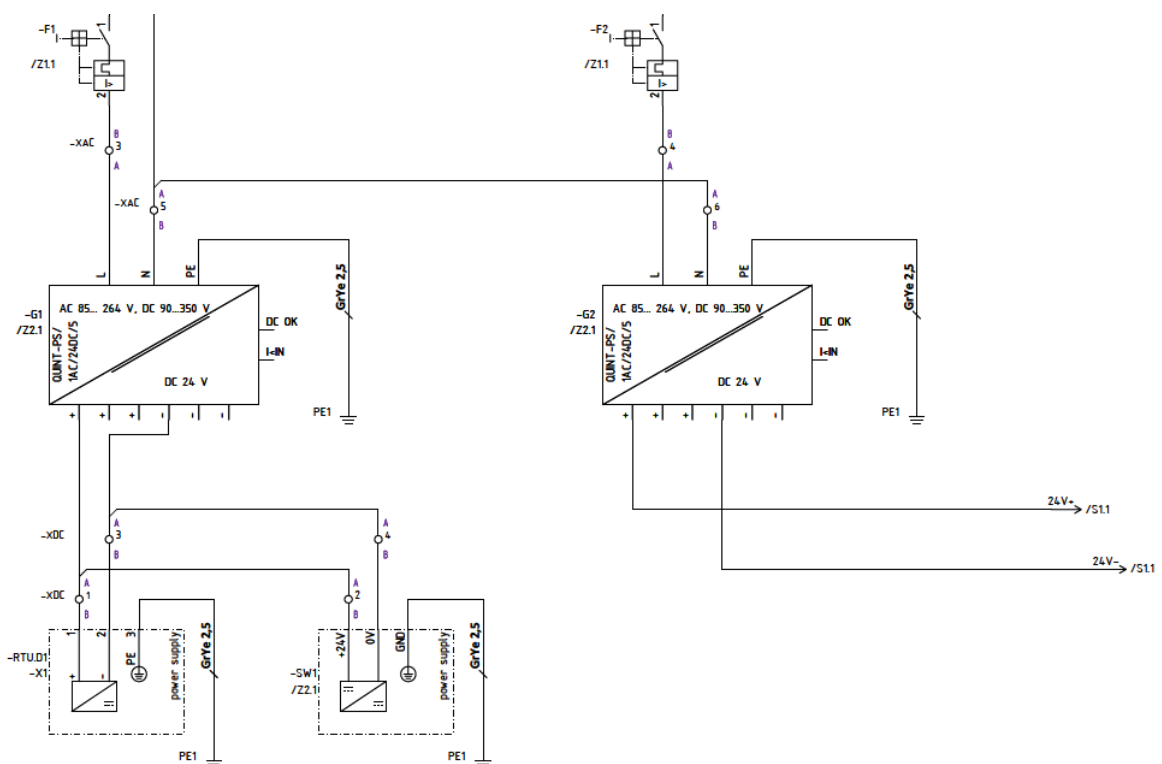 -F1
1
/Z1.1
I>
2
-F2
1
/Z1.1
I>
2
-XAC
B
3
A
B
4
A
-XAC
A
5
B
A
6
B
L
N
PE
GrYe 2,5
L
N
PE
GrYe 2,5
-G1
/Z2.1
AC 85... 264 V, DC 90...350 V
QUINT-PS/
1AC/24DC/5
DC OK
I<IN
DC 24 V
-G2
/Z2.1
AC 85... 264 V, DC 90...350 V
QUINT-PS/
1AC/24DC/5
DC OK
I<IN
DC 24 V
+ + + - - -
PE1
+ + + - - -
PE1
24V+
/S1.1
24V-
/S1.1
-XDC
A
3
B
A
4
B
-XDC
A
1
B
A
2
B
-RTU.D1
-X1
1
2
3
+
-
PE
power supply
GrYe 2,5
PE1
-SW1
/Z2.1
+24V
0V
GND
power supply
GrYe 2,5
PE1